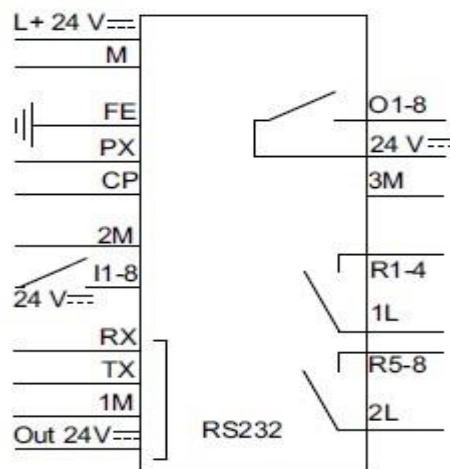 L+ 24 V
M
FE
PX
CP
2M
I1-8
24 V
RX
TX
1M
Out 24V
RS232
O1-8
24 V
3M
R1-4
1L
R5-8
2L